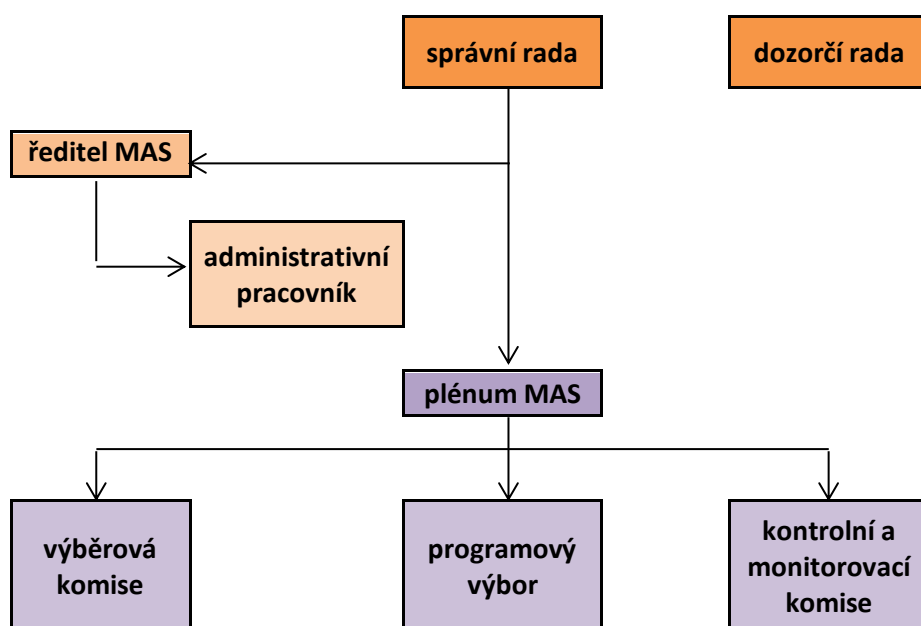 správní rada
dozorčí rada
ředitel MAS
administrativní
pracovník
plénum MAS
výběrová
komise
programový
výbor
kontrolní a
monitorovací
komise